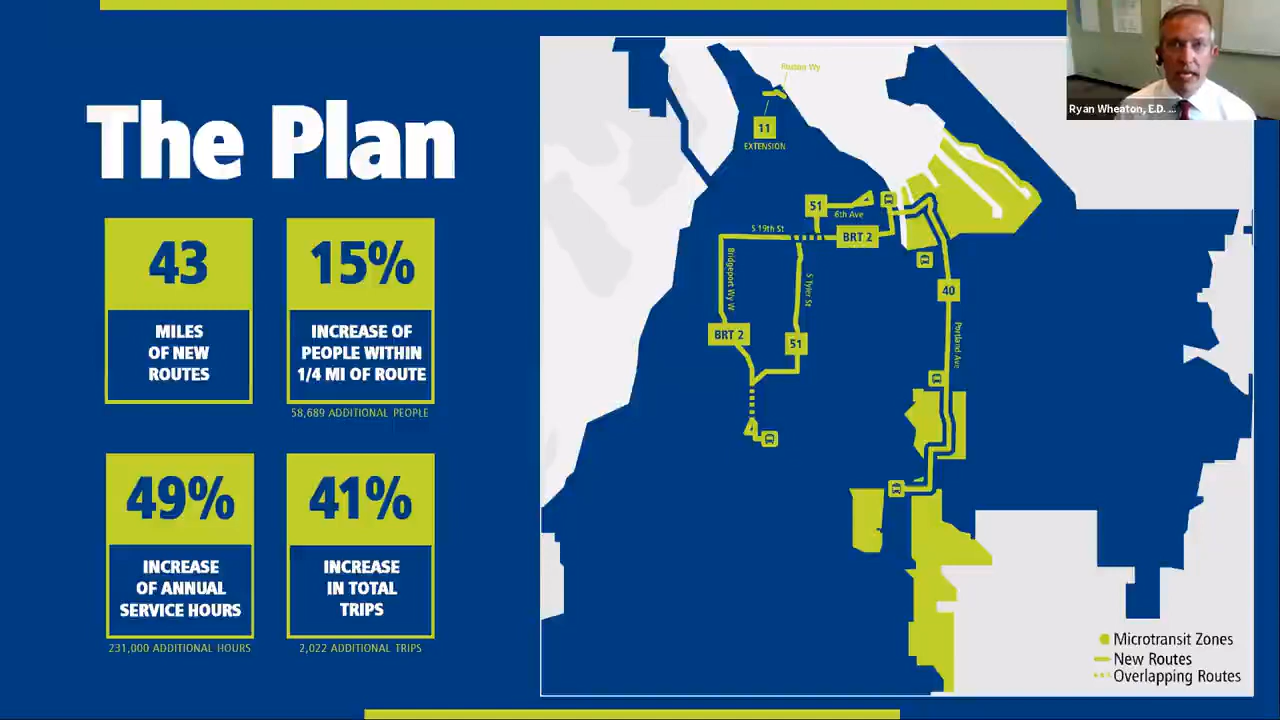 The Plan
43
MILES
OF NEW
ROUTES
15%
INCREASE OF
PEOPLE WITHIN
1/4 MI OF ROUTE
58,689 ADDITIONAL PEOPLE
49%
INCREASE
OF ANNUAL
SERVICE HOURS
231,000 ADDITIONAL HOURS
41%
INCREASE
IN TOTAL
TRIPS
2,022 ADDITIONAL TRIPS
Ruston Wy
11
EXTENSION
51
6th Ave
S 19th St
BRT 2
Bridgeport Wy W
S Tyler St
40
BRT 2
51
Portland Ave
Microtransit Zones
New Routes
Overlapping Routes
Ryan Wheaton, E.D. ...